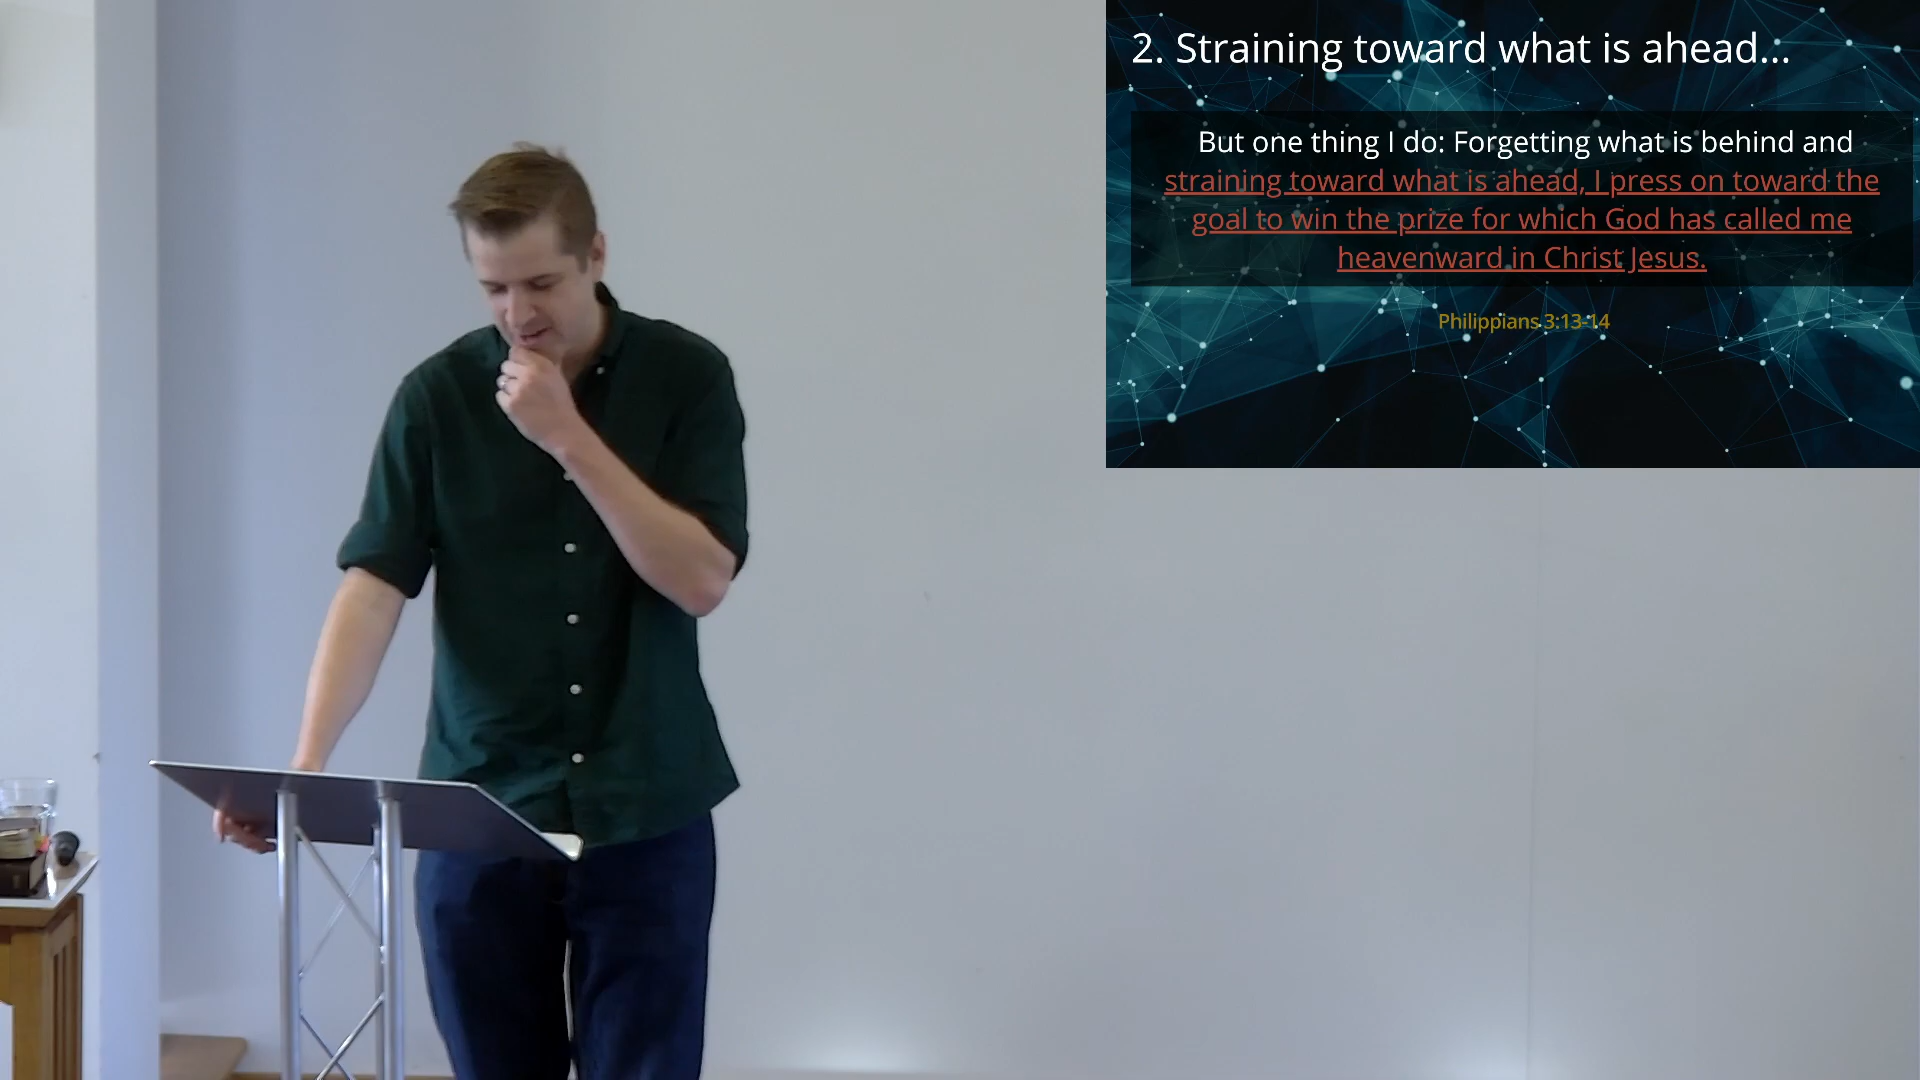 2. Straining toward what is ahead...
But one thing I do: Forgetting what is behind and
straining toward what is ahead, I press on toward the
goal to win the prize for which God has called me
heavenward in Christ Jesus.
Philippians 3:13-14